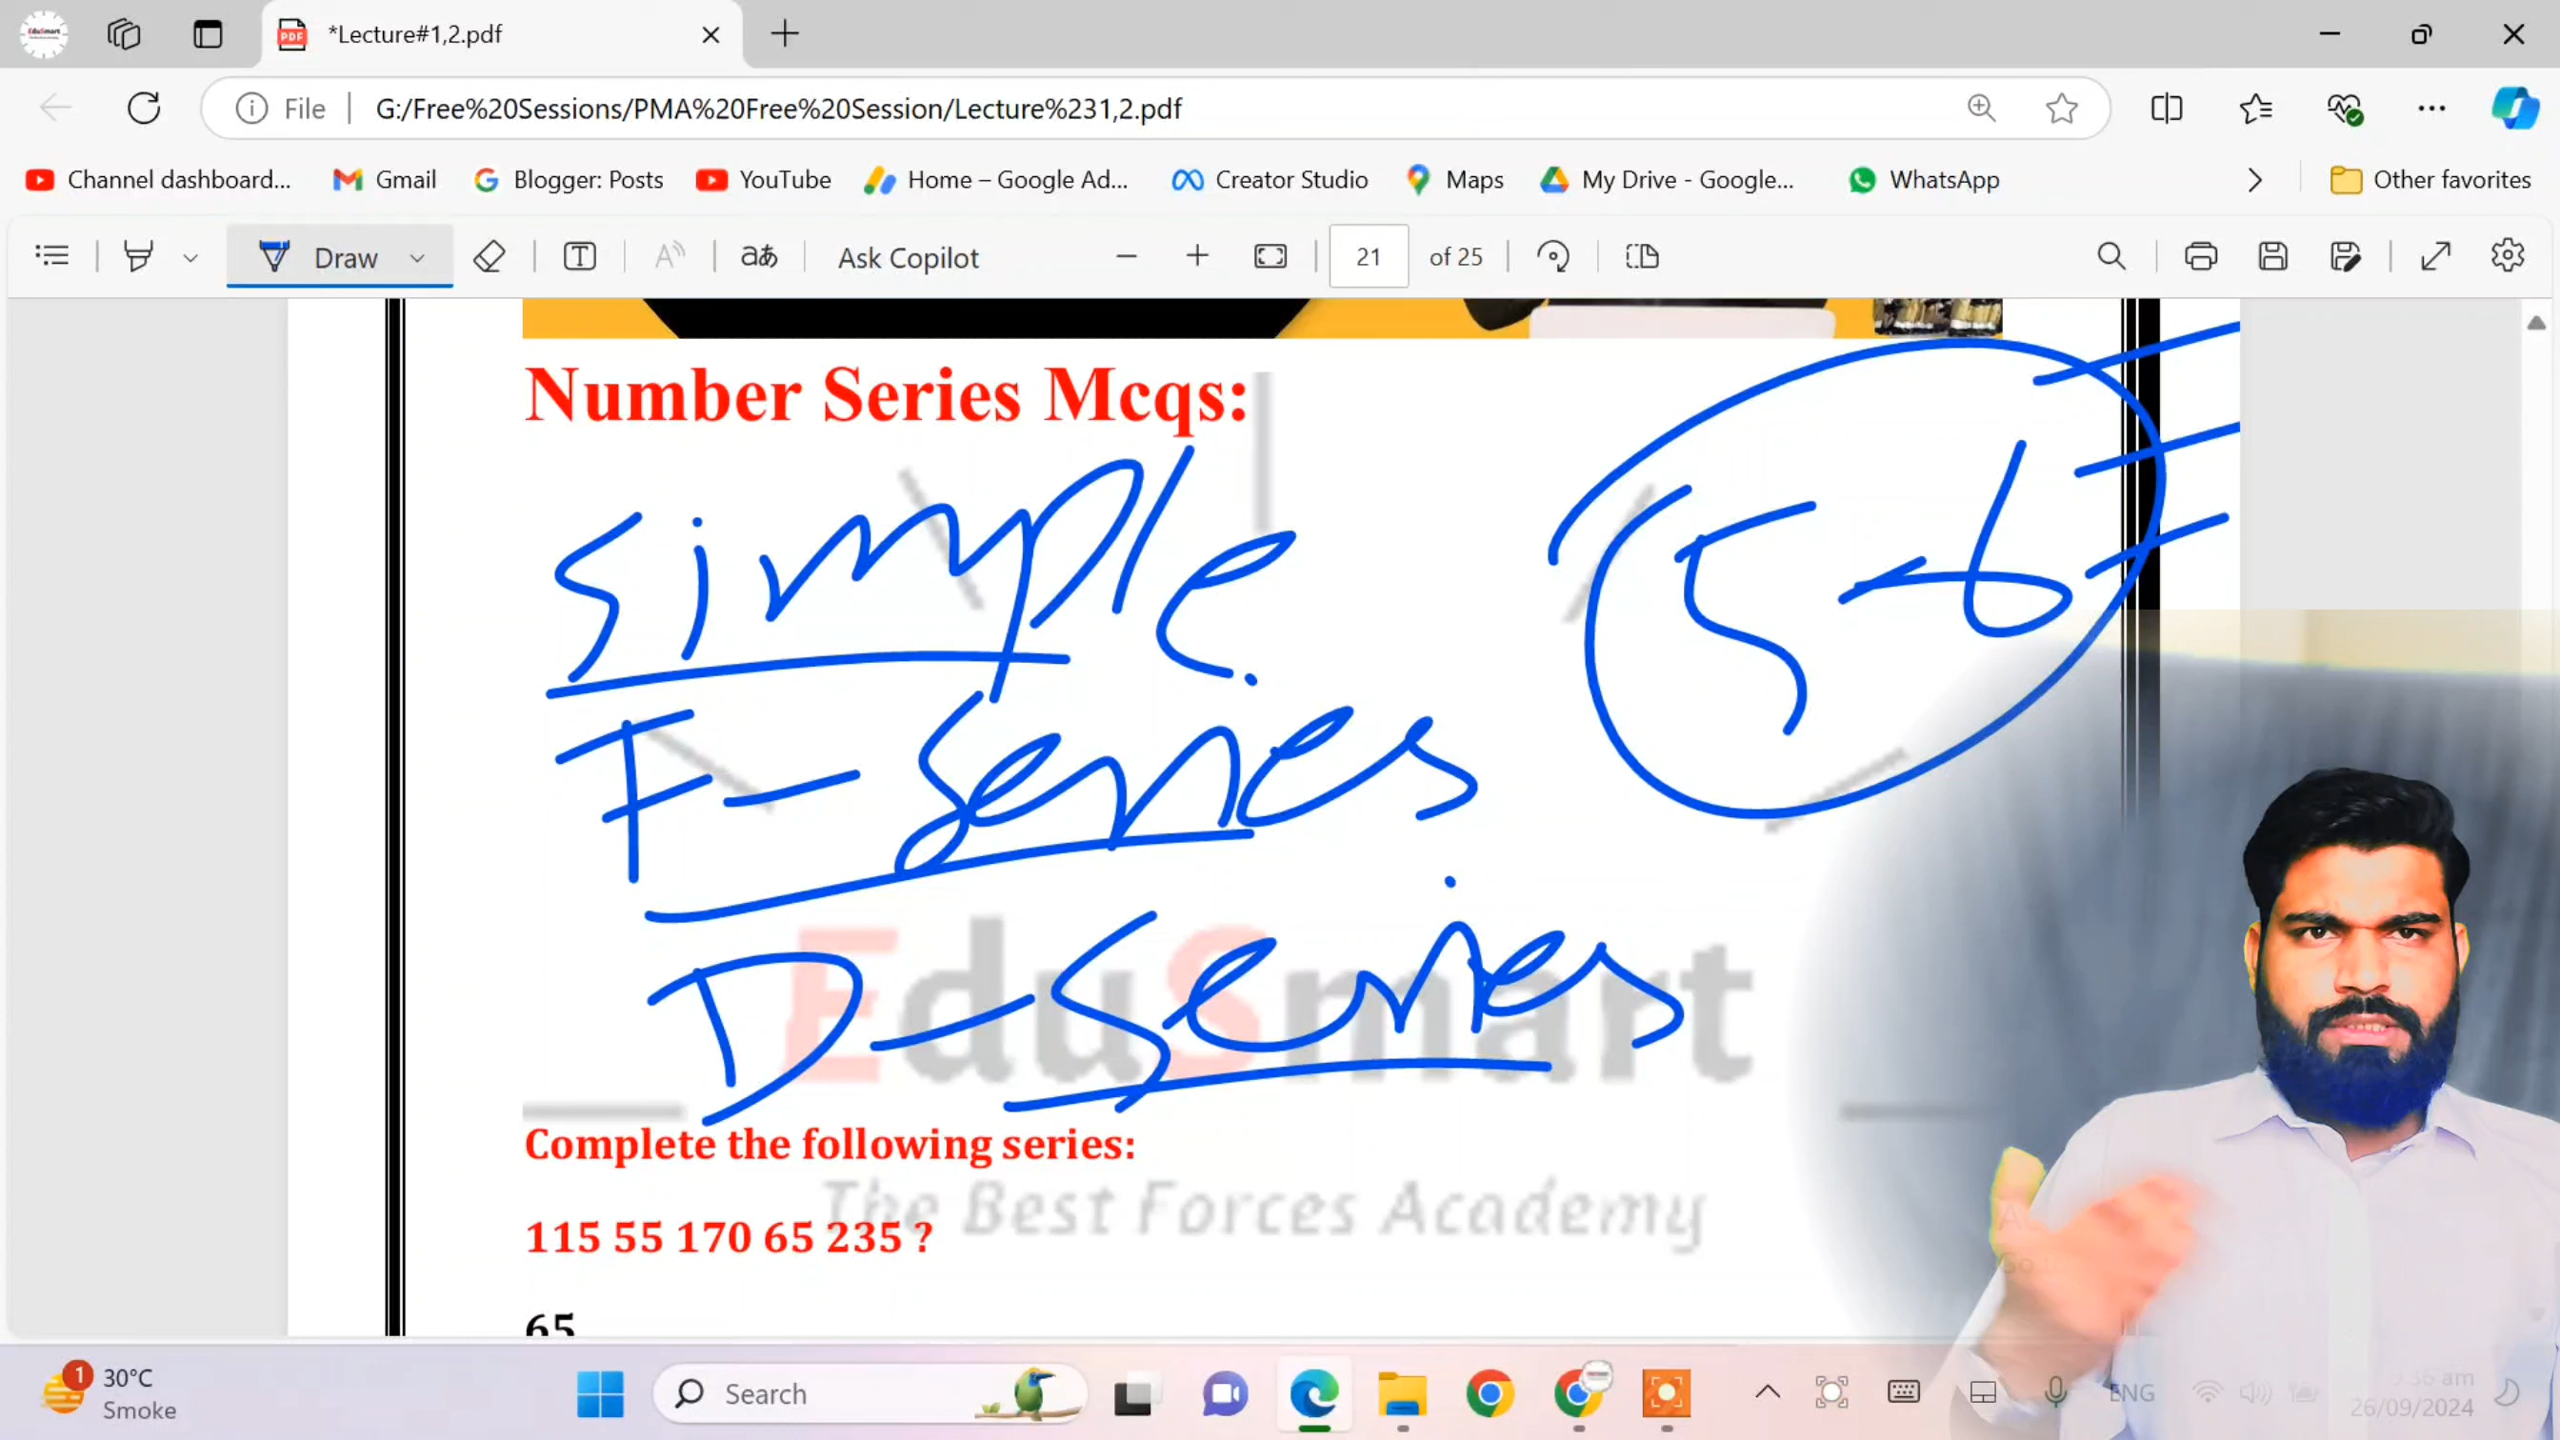 EduSmart
*Lecture#1,2.pdf
File
G:/Free%20Sessions/PMA%20Free%20Session/Lecture%231,2.pdf
Channel dashboard...
Gmail
Blogger: Posts
YouTube
Home – Google Ad...
Creator Studio
Maps
My Drive - Google...
WhatsApp
Other favorites
Draw
Ask Copilot
21
of 25
Number Series Mcqs:
Simple
5-6
F-Series
D-Series
EduSmart
The Best Forces Academy
Complete the following series:
115 55 170 65 235 ?
65
1
30°C
Smoke
Search
ENG
26/09/2024